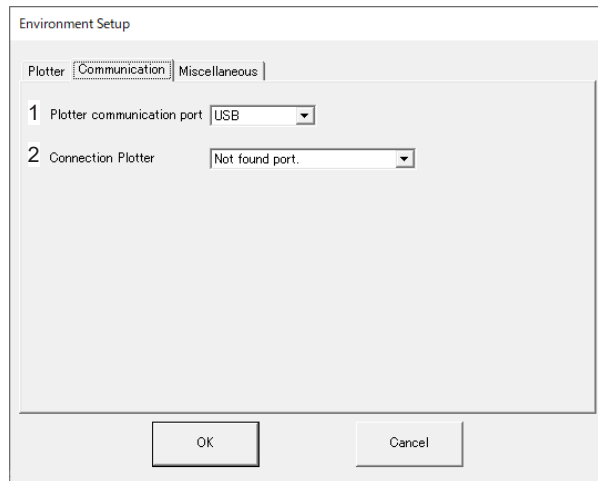 Environment Setup
Plotter Communication Miscellaneous
1 Plotter communication port USB
2 Connection Plotter Not found port.
OK Cancel